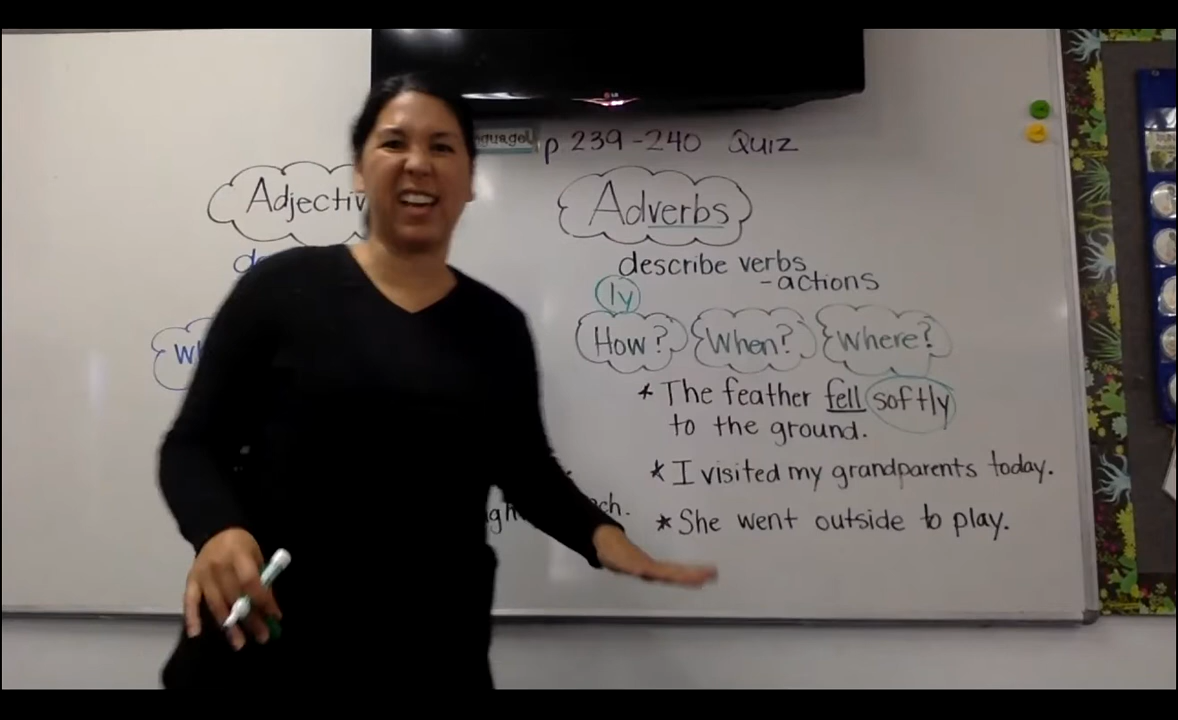 LG
p 239-240 Quiz
Adverbs
describe verbs
-actions
ly
How? When? Where?
* The feather fell softly
to the ground.
* I visited my grandparents today.
* She went outside to play.